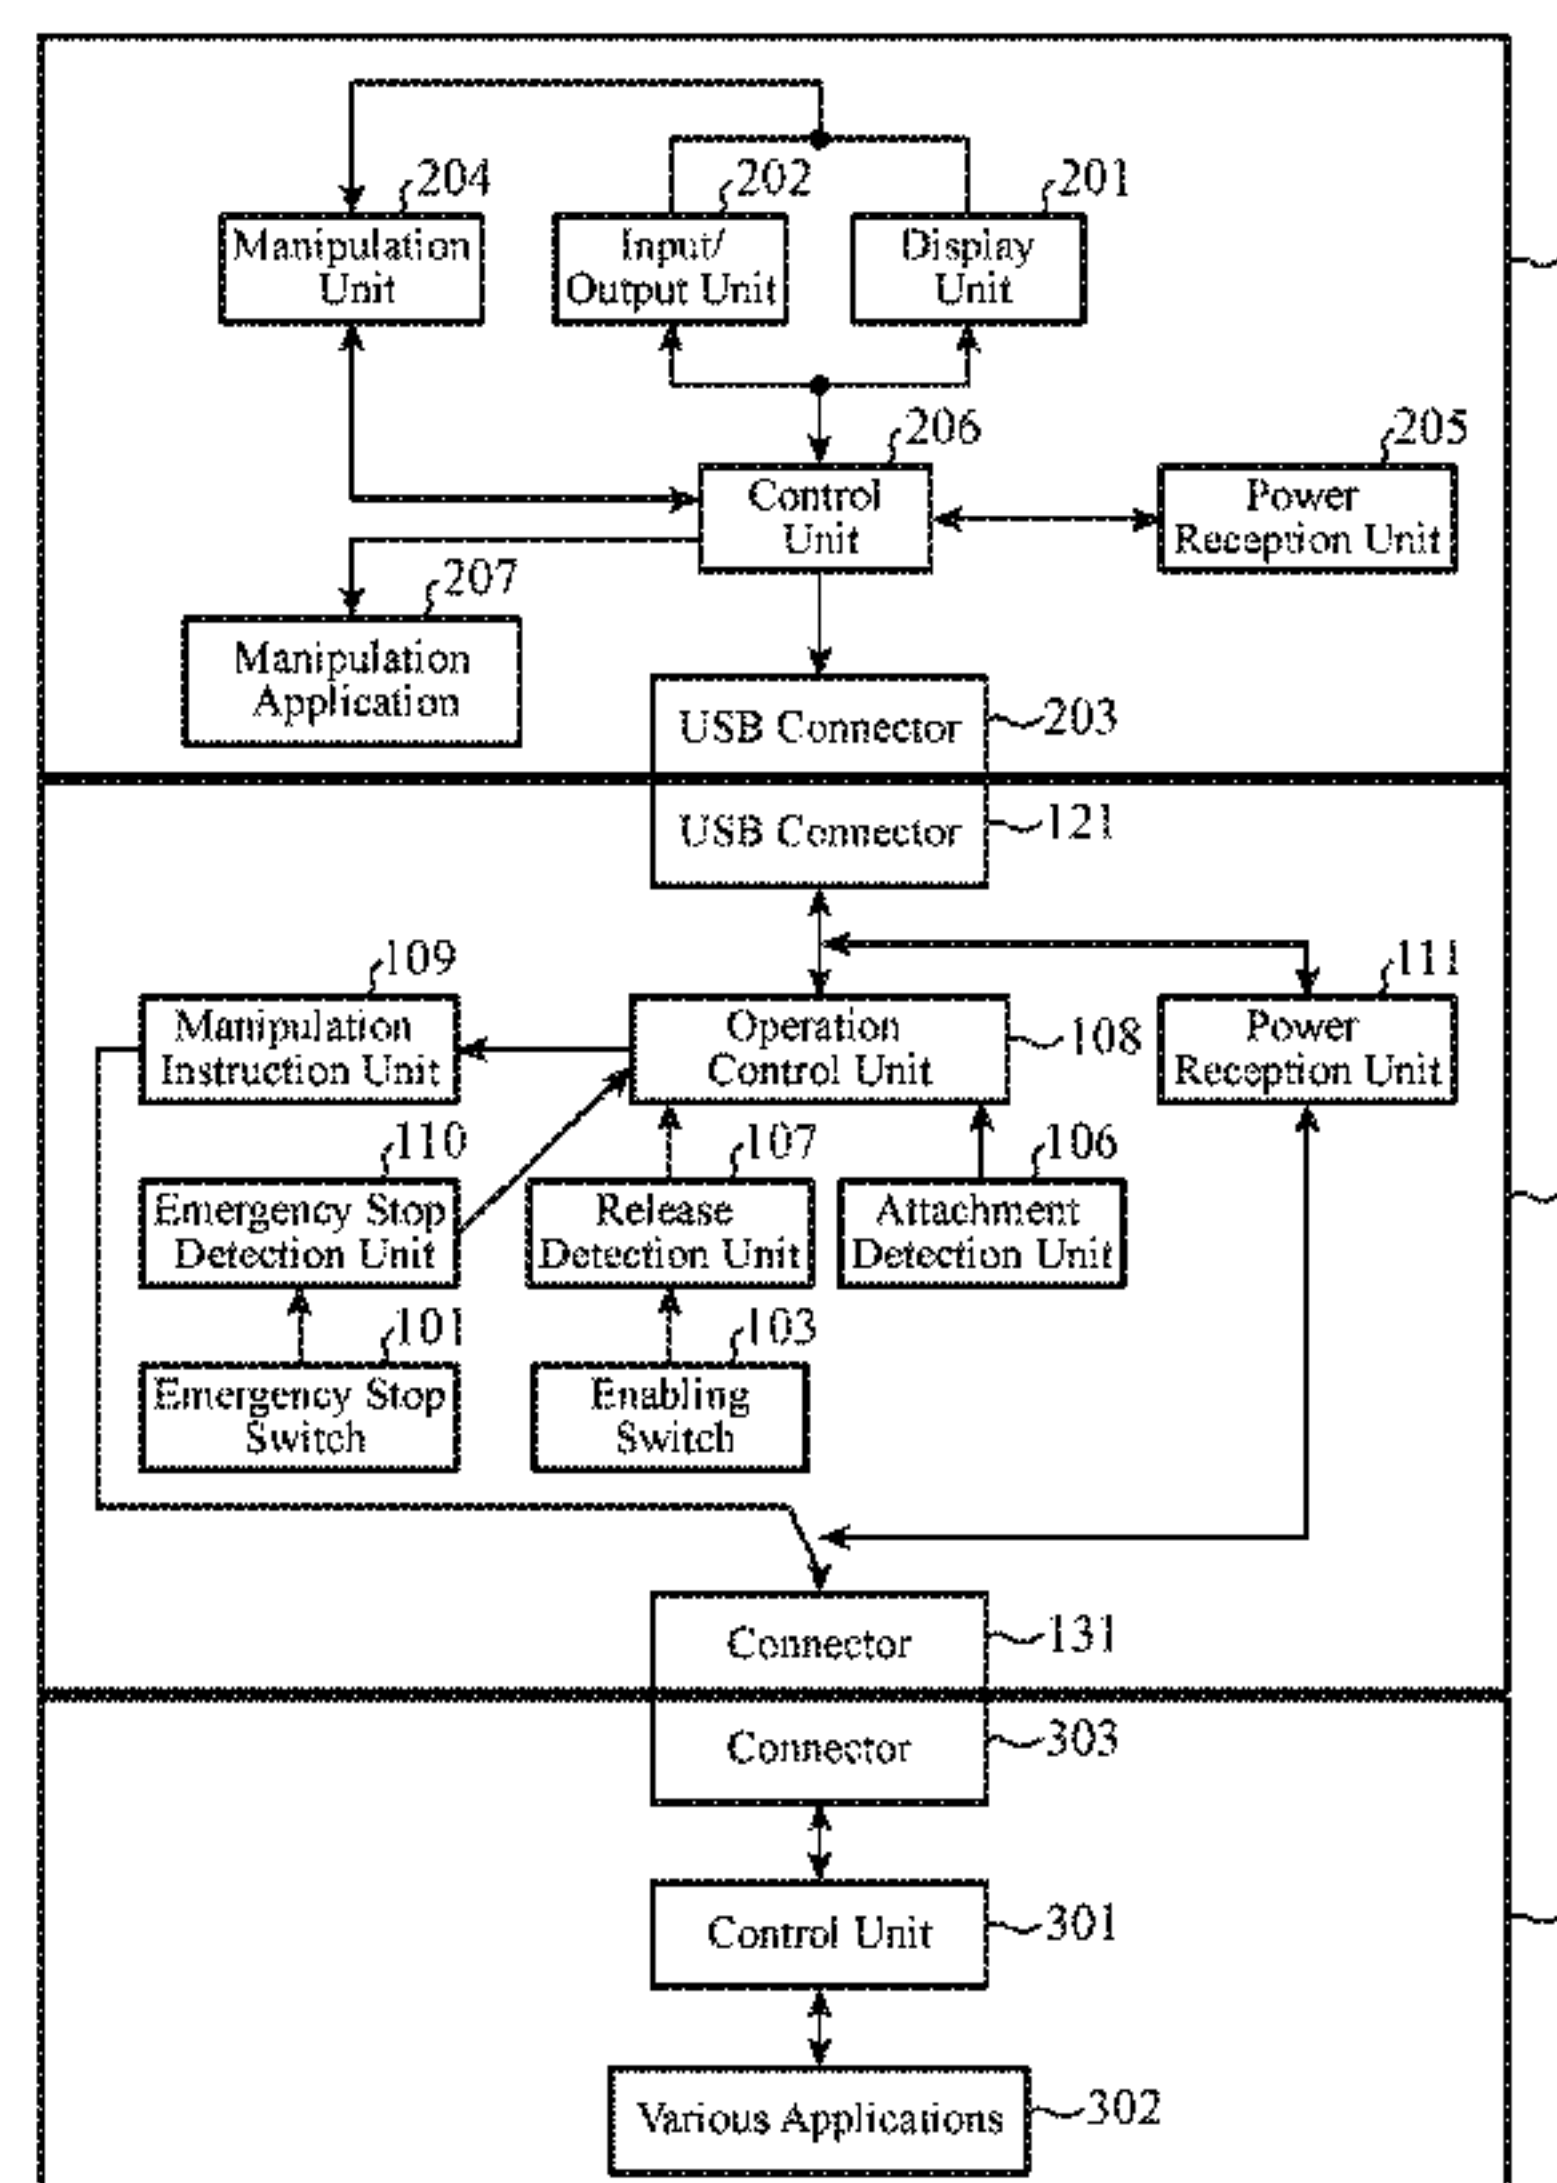 204
202
201
Manipulation
Unit
Input/
Output Unit
Display
Unit
206
205
Control
Unit
Power
Reception Unit
207
Manipulation
Application
USB Connector
203
USB Connector
121
109
111
Manipulation
Instruction Unit
Operation
Control Unit
108
Power
Reception Unit
110
107
106
Emergency Stop
Detection Unit
Release
Detection Unit
Attachment
Detection Unit
101
103
Emergency Stop
Switch
Enabling
Switch
Connector
131
Connector
303
Control Unit
301
Various Applications
302